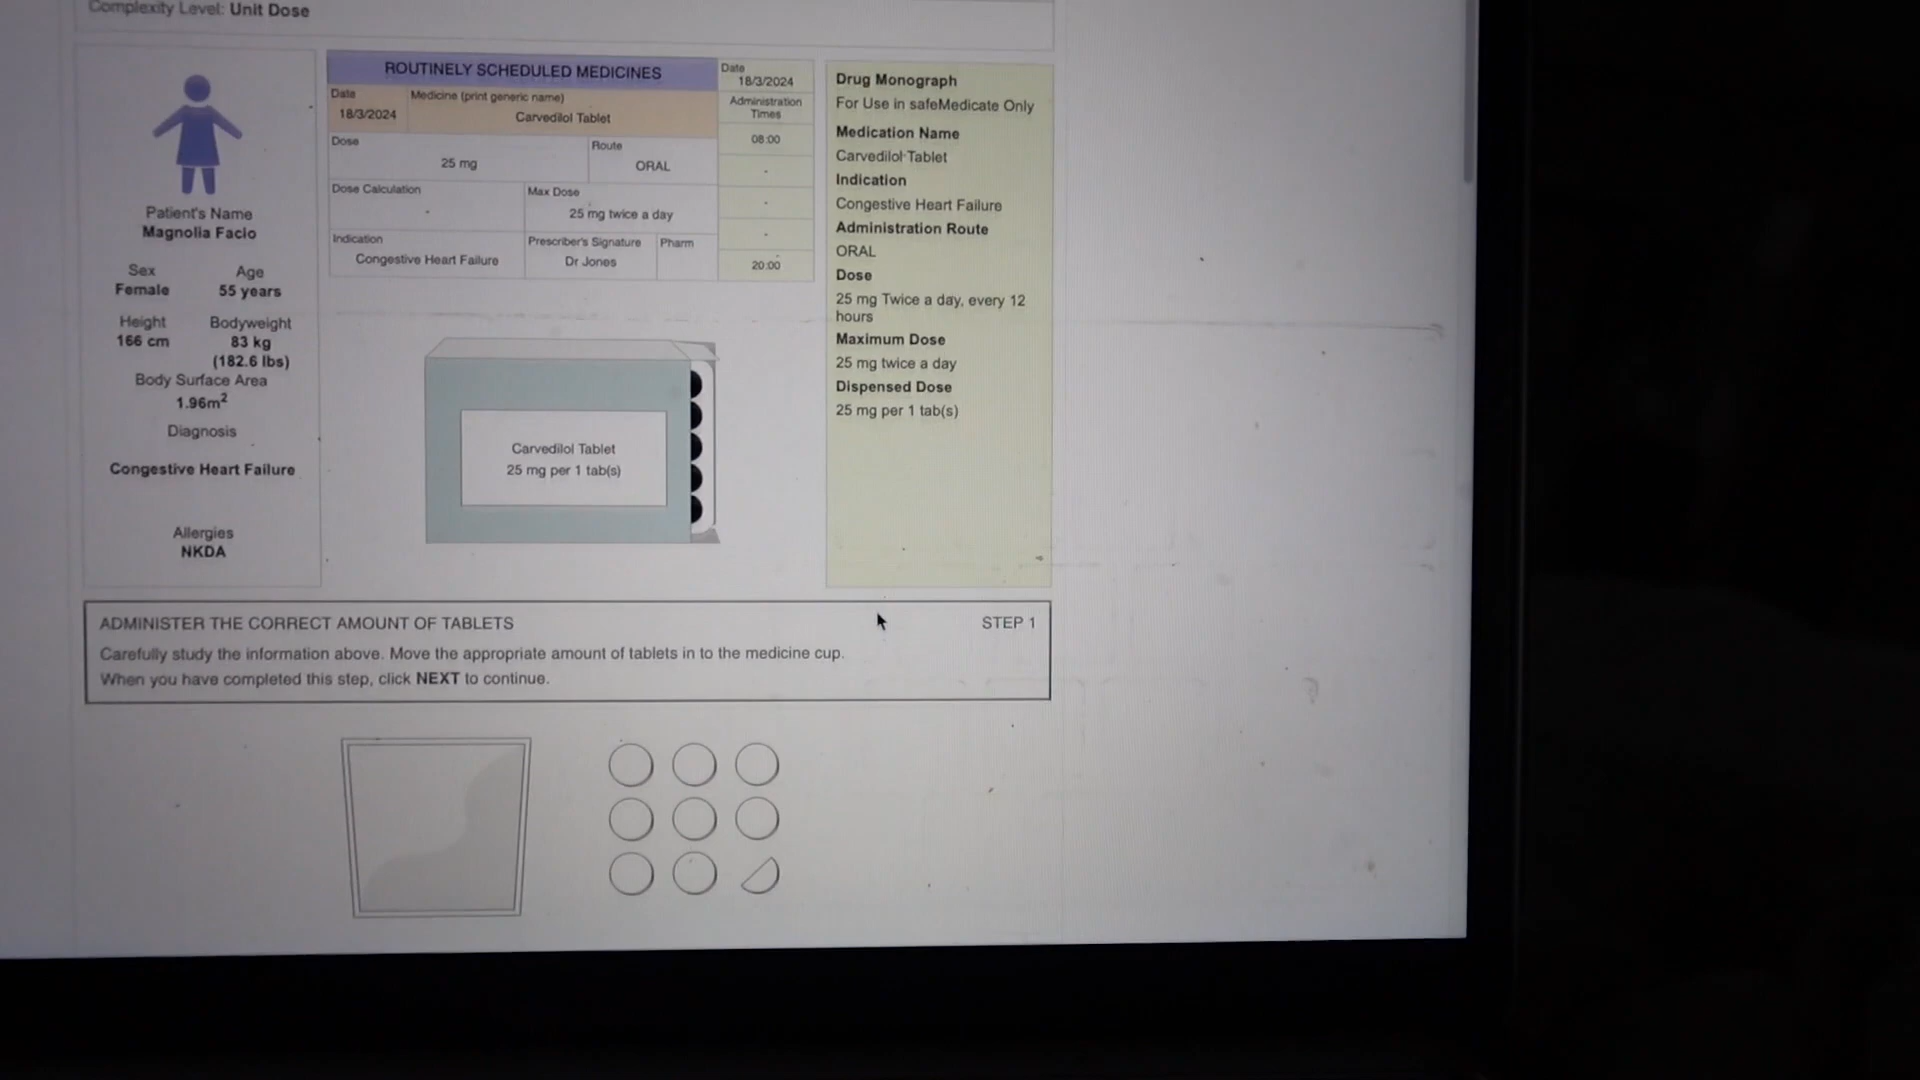 Complexity Level: Unit Dose
Patient's Name
Magnolia Facio
Sex Age
Female 55 years
Height Bodyweight
166 cm 83 kg
(182.6 lbs)
Body Surface Area
1.96m²
Diagnosis
Congestive Heart Failure
Allergies
NKDA
ROUTINELY SCHEDULED MEDICINES
Date Medicine (print generic name)
18/3/2024 Carvedilol Tablet
Dose Route
25 mg ORAL
Dose Calculation Max Dose
- 25 mg twice a day
Indication Prescriber's Signature Pharm
Congestive Heart Failure Dr Jones
Date
18/3/2024
Administration
Times
08:00
-
-
-
20:00
Carvedilol Tablet
25 mg per 1 tab(s)
Drug Monograph
For Use in safeMedicate Only
Medication Name
Carvedilol Tablet
Indication
Congestive Heart Failure
Administration Route
ORAL
Dose
25 mg Twice a day, every 12
hours
Maximum Dose
25 mg twice a day
Dispensed Dose
25 mg per 1 tab(s)
ADMINISTER THE CORRECT AMOUNT OF TABLETS STEP 1
Carefully study the information above. Move the appropriate amount of tablets in to the medicine cup.
When you have completed this step, click NEXT to continue.